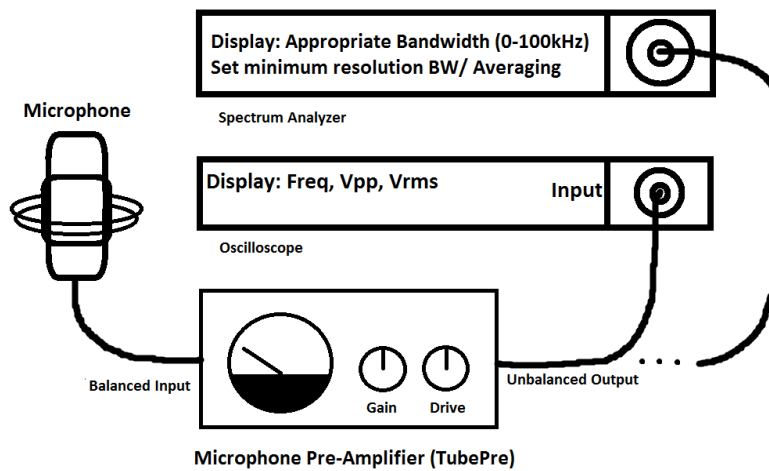 Display: Appropriate Bandwidth (0-100kHz)
Set minimum resolution BW/ Averaging
Spectrum Analyzer
Microphone
Display: Freq, Vpp, Vrms
Input
Oscilloscope
Balanced Input
Gain
Drive
Unbalanced Output
Microphone Pre-Amplifier (TubePre)